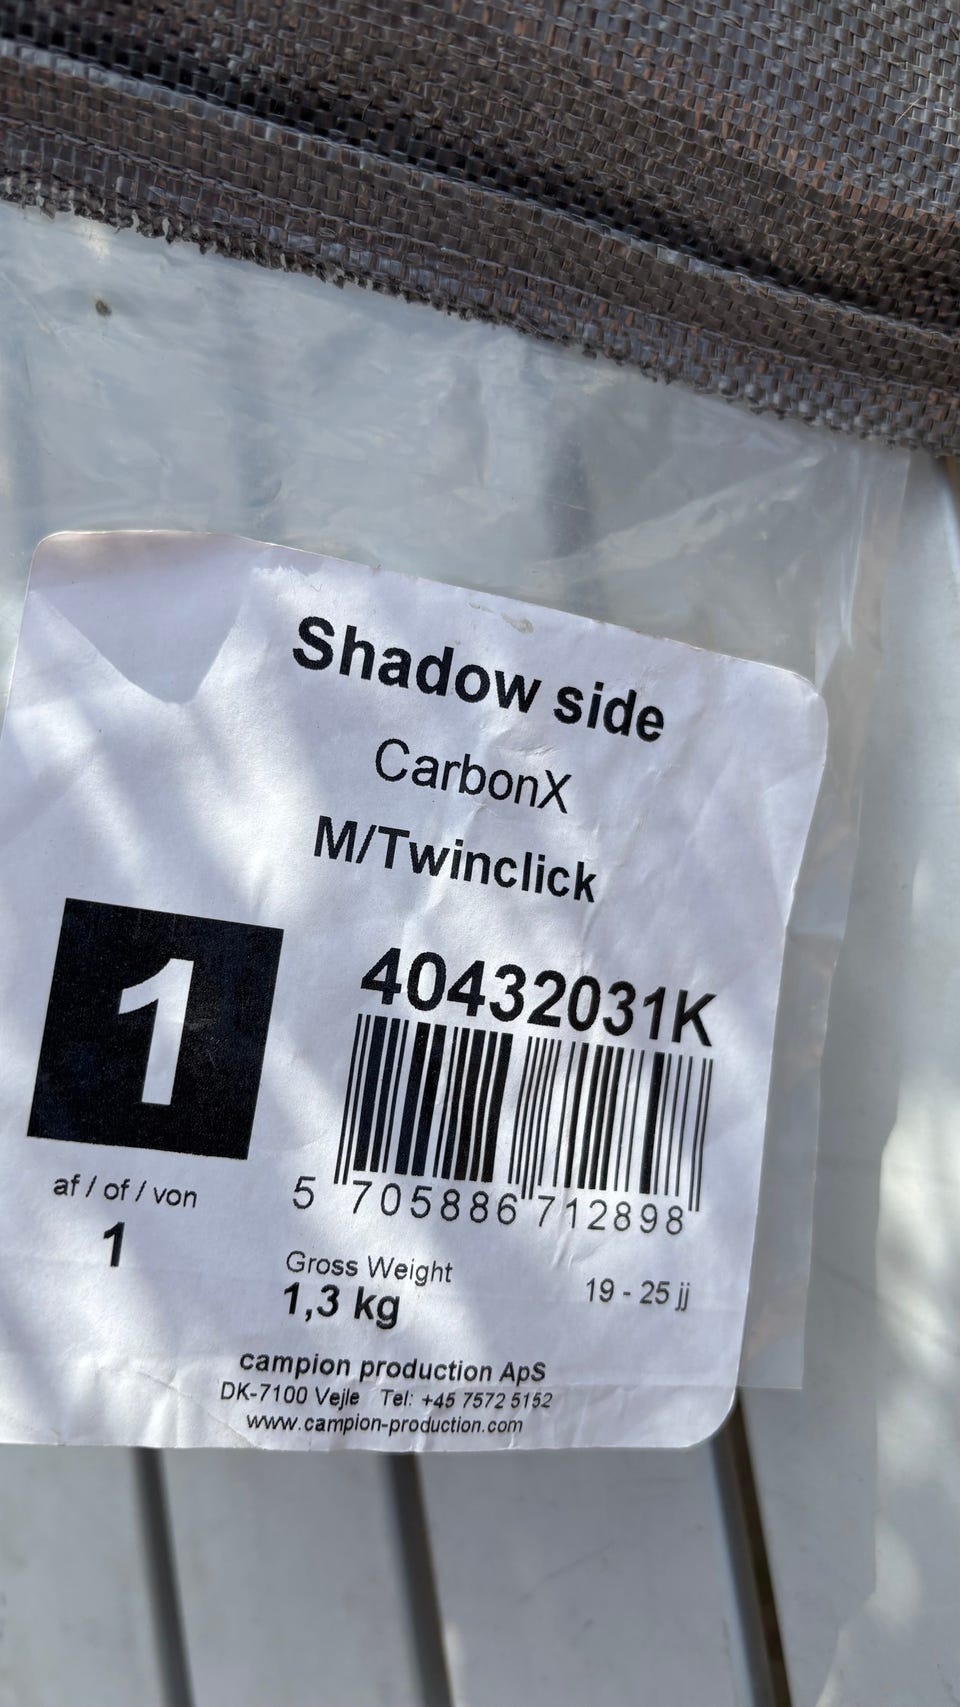 Shadow side
CarbonX
M/Twinclick
1
af / of / von
1
40432031K
5 705886 712898
Gross Weight
1,3 kg
19 - 25 jj
campion production ApS
DK-7100 Vejle Tel: +45 7572 5152
www.campion-production.com